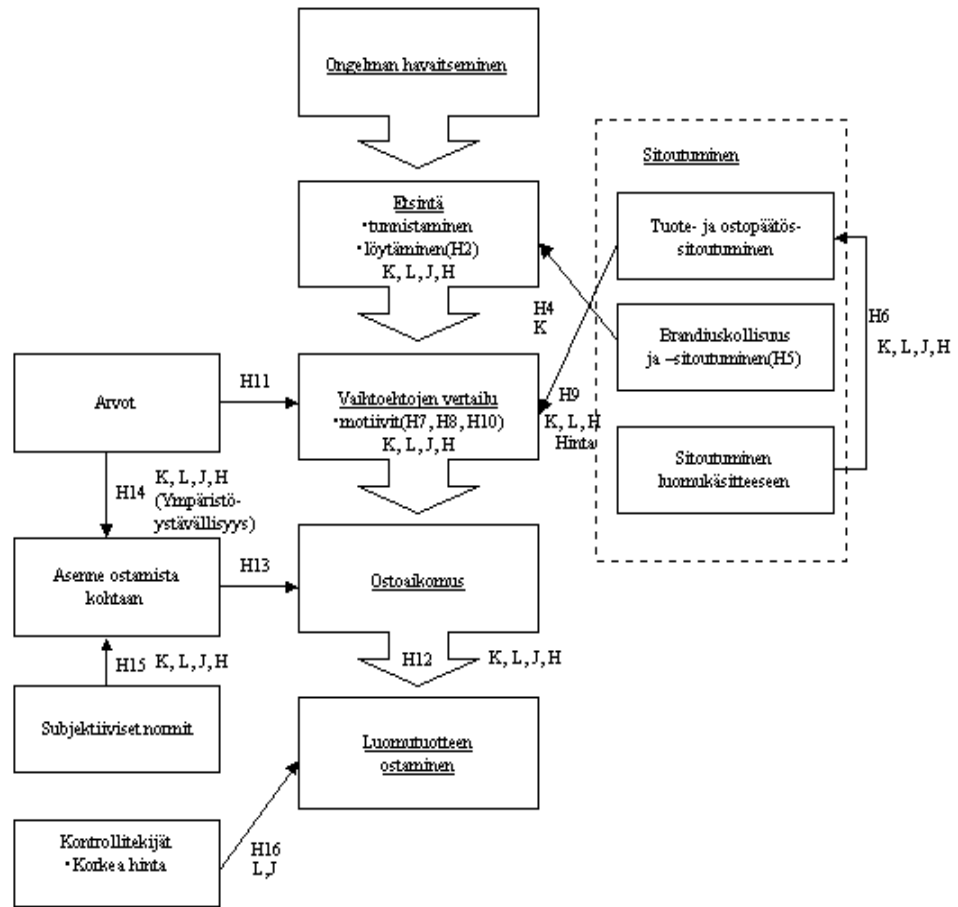 Ongelman havaitseminen
Sitoutuminen
Etsintä
•tunnistaminen
•löytäminen(H2)
K, L, J, H
Tuote- ja ostopäätös-
sitoutuminen
H4
K
H6
K, L, J, H
Brandiuskollisuus
ja –sitoutuminen(H5)
Arvot
H11
Vaihtoehtojen vertailu
•motiivit(H7, H8, H10)
K, L, J, H
H9
K, L, H
Hinta
Sitoutuminen
luomukäsitteeseen
H14
K, L, J, H
(Ympäristö-
ystävällisyys)
Asenne ostamista
kohtaan
H13
Ostoaikomus
H15 K, L, J, H
H12
K, L, J, H
Subjektiiviset normit
Luomutuotteen
ostaminen
Kontrollitekijät
•Korkea hinta
H16
L,J